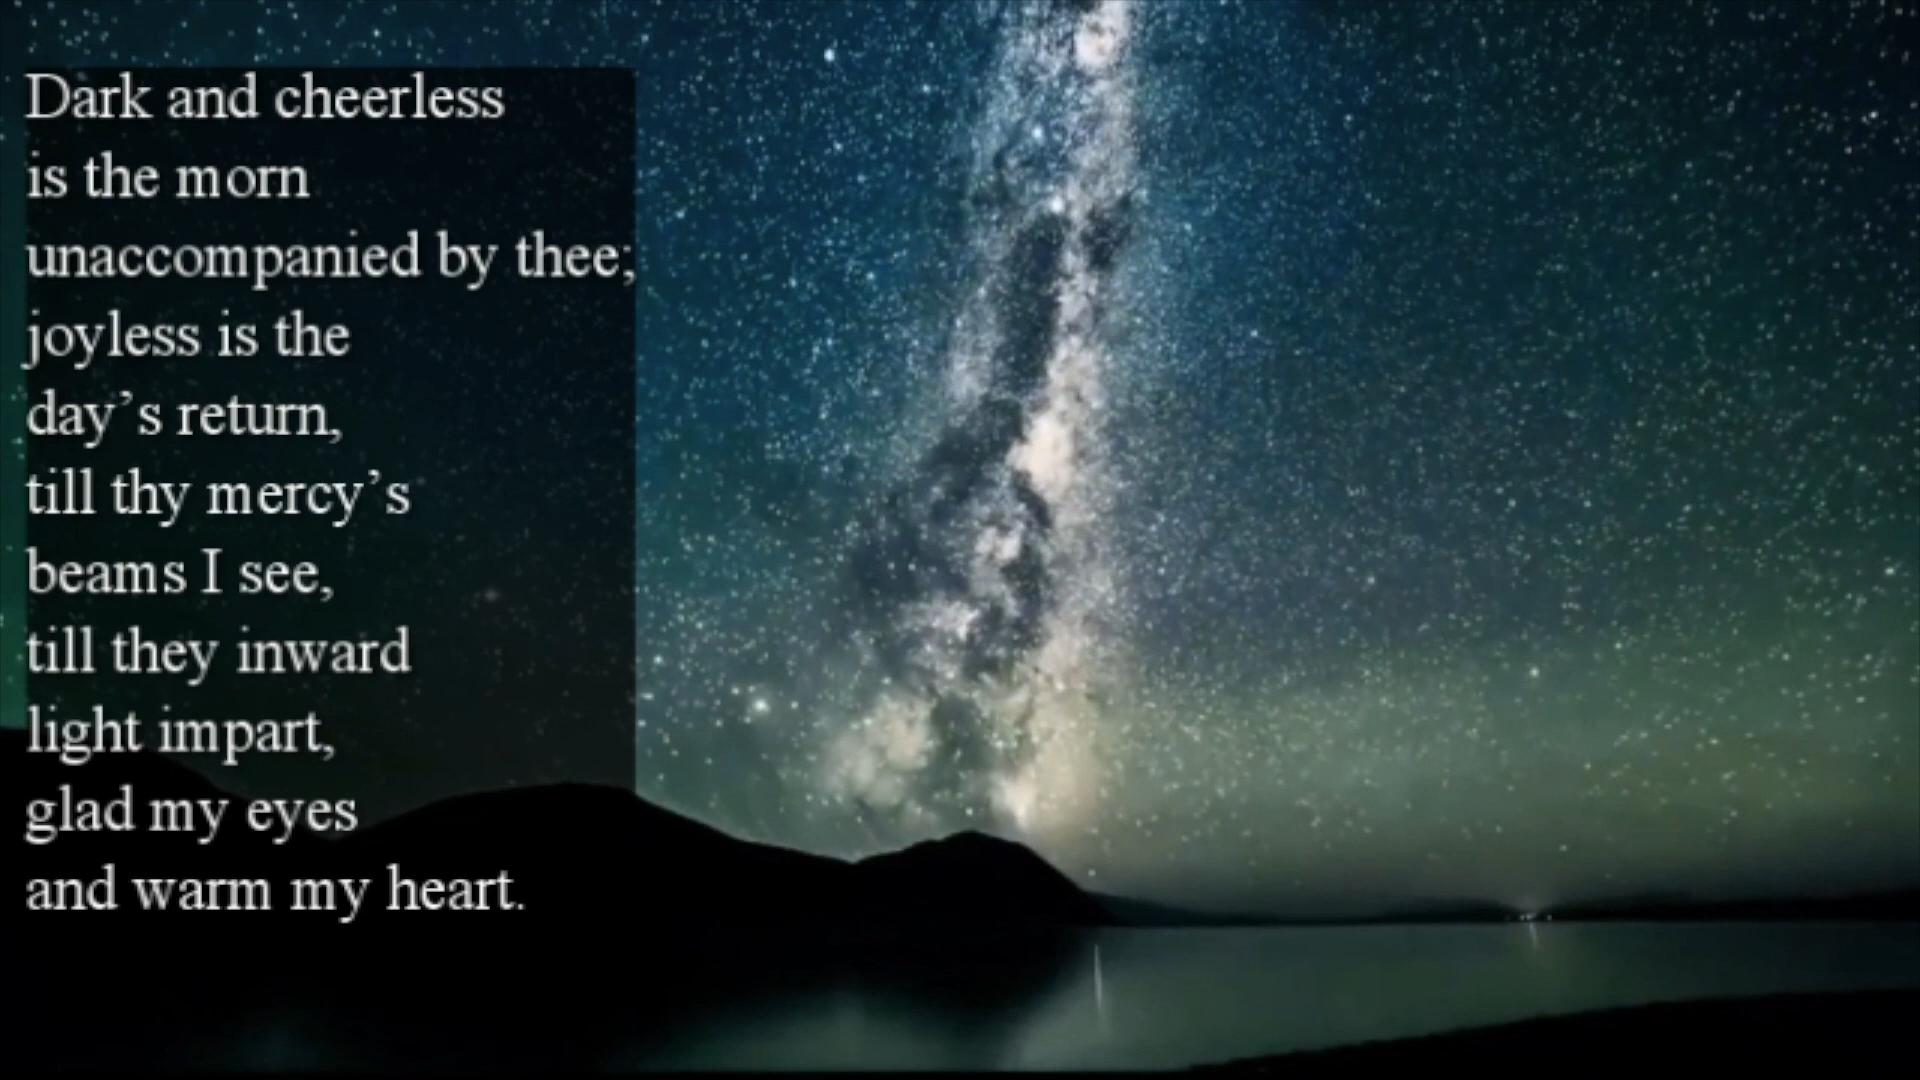 Dark and cheerless
is the morn
unaccompanied by thee;
joyless is the
day’s return,
till thy mercy’s
beams I see,
till they inward
light impart,
glad my eyes
and warm my heart.